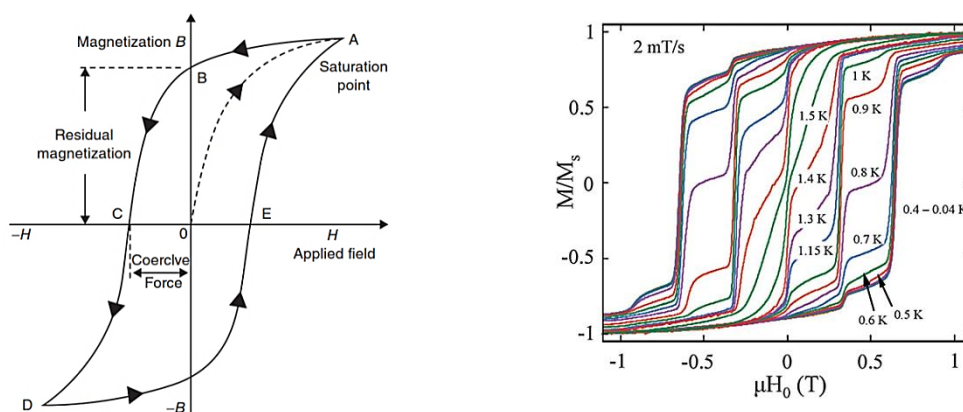 Magnetization B
A
B
Saturation
point
Residual
magnetization
C
E
−H
0
H
Applied field
Coerclve
Force
D
−B
2 mT/s
1 K
0.9 K
1.5 K
1.4 K
0.8 K
0.4 – 0.04 K
1.3 K
1.15K
0.7 K
0.6 K
0.5 K
1
0.5
0
-0.5
-1
M/Mₛ
-1
-0.5
0
0.5
1
μH₀ (T)